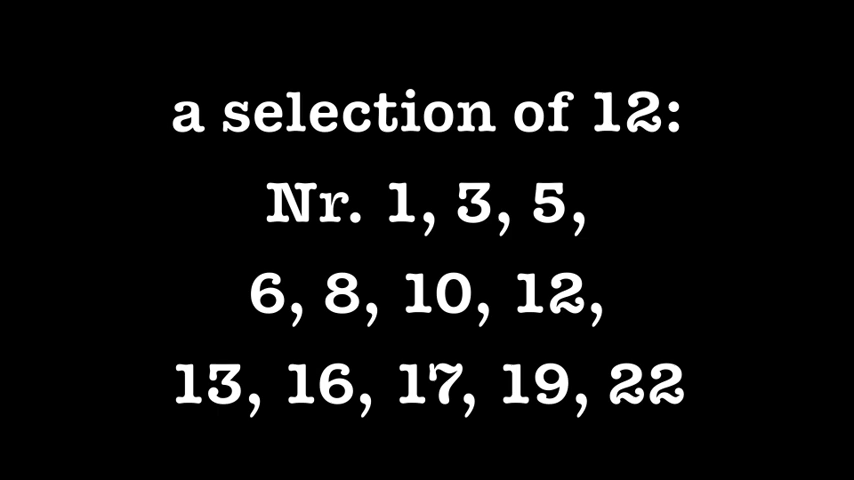 a selection of 12:
Nr. 1, 3, 5,
6, 8, 10, 12,
13, 16, 17, 19, 22